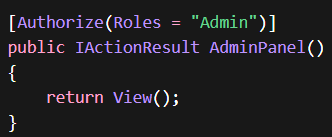 [Authorize(Roles = "Admin")]
public IActionResult AdminPanel()
{
    return View();
}